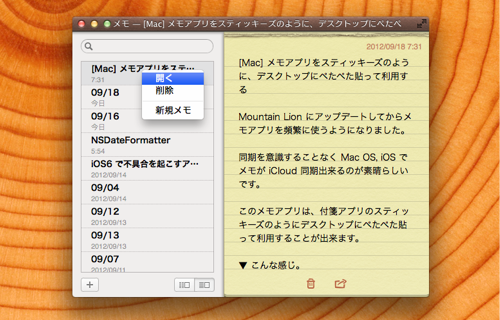 メモ — [Mac] メモアプリをスティッキーズのように、デスクトップにぺたぺ
[Mac] メモアプリをステ…
7:31
開く
削除
新規メモ
09/18
今日
09/16
今日
NSDateFormatter
5:54
iOS6 で不具合を起こすア…
2012/09/14
09/04
2012/09/14
09/12
2012/09/13
09/13
2012/09/13
09/07
2012/09/11
2012/09/18 7:31
[Mac] メモアプリをスティッキーズのよう
に、デスクトップにぺたぺた貼って利用す
る
Mountain Lion にアップデートしてからメ
モアプリを頻繁に使うようになりました。
同期を意識することなく Mac OS, iOS で
メモが iCloud 同期出来るのが素晴らしい
です。
このメモアプリは、付箋アプリのスティッ
キーズのようにデスクトップにぺたぺた貼
って利用することが出来ます。
▼ こんな感じ。